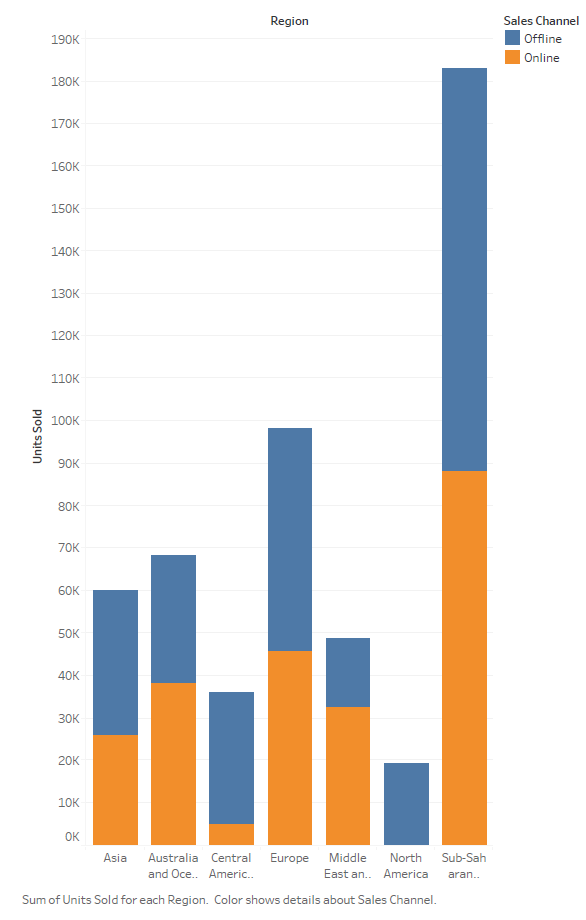 Region
Sales Channel
Offline
Online
190K
180K
170K
160K
150K
140K
130K
120K
110K
100K
90K
80K
70K
60K
50K
40K
30K
20K
10K
0K
Units Sold
Asia
Australia
and Oce..
Central
Americ..
Europe
Middle
East an..
North
America
Sub-Sah
aran..
Sum of Units Sold for each Region. Color shows details about Sales Channel.